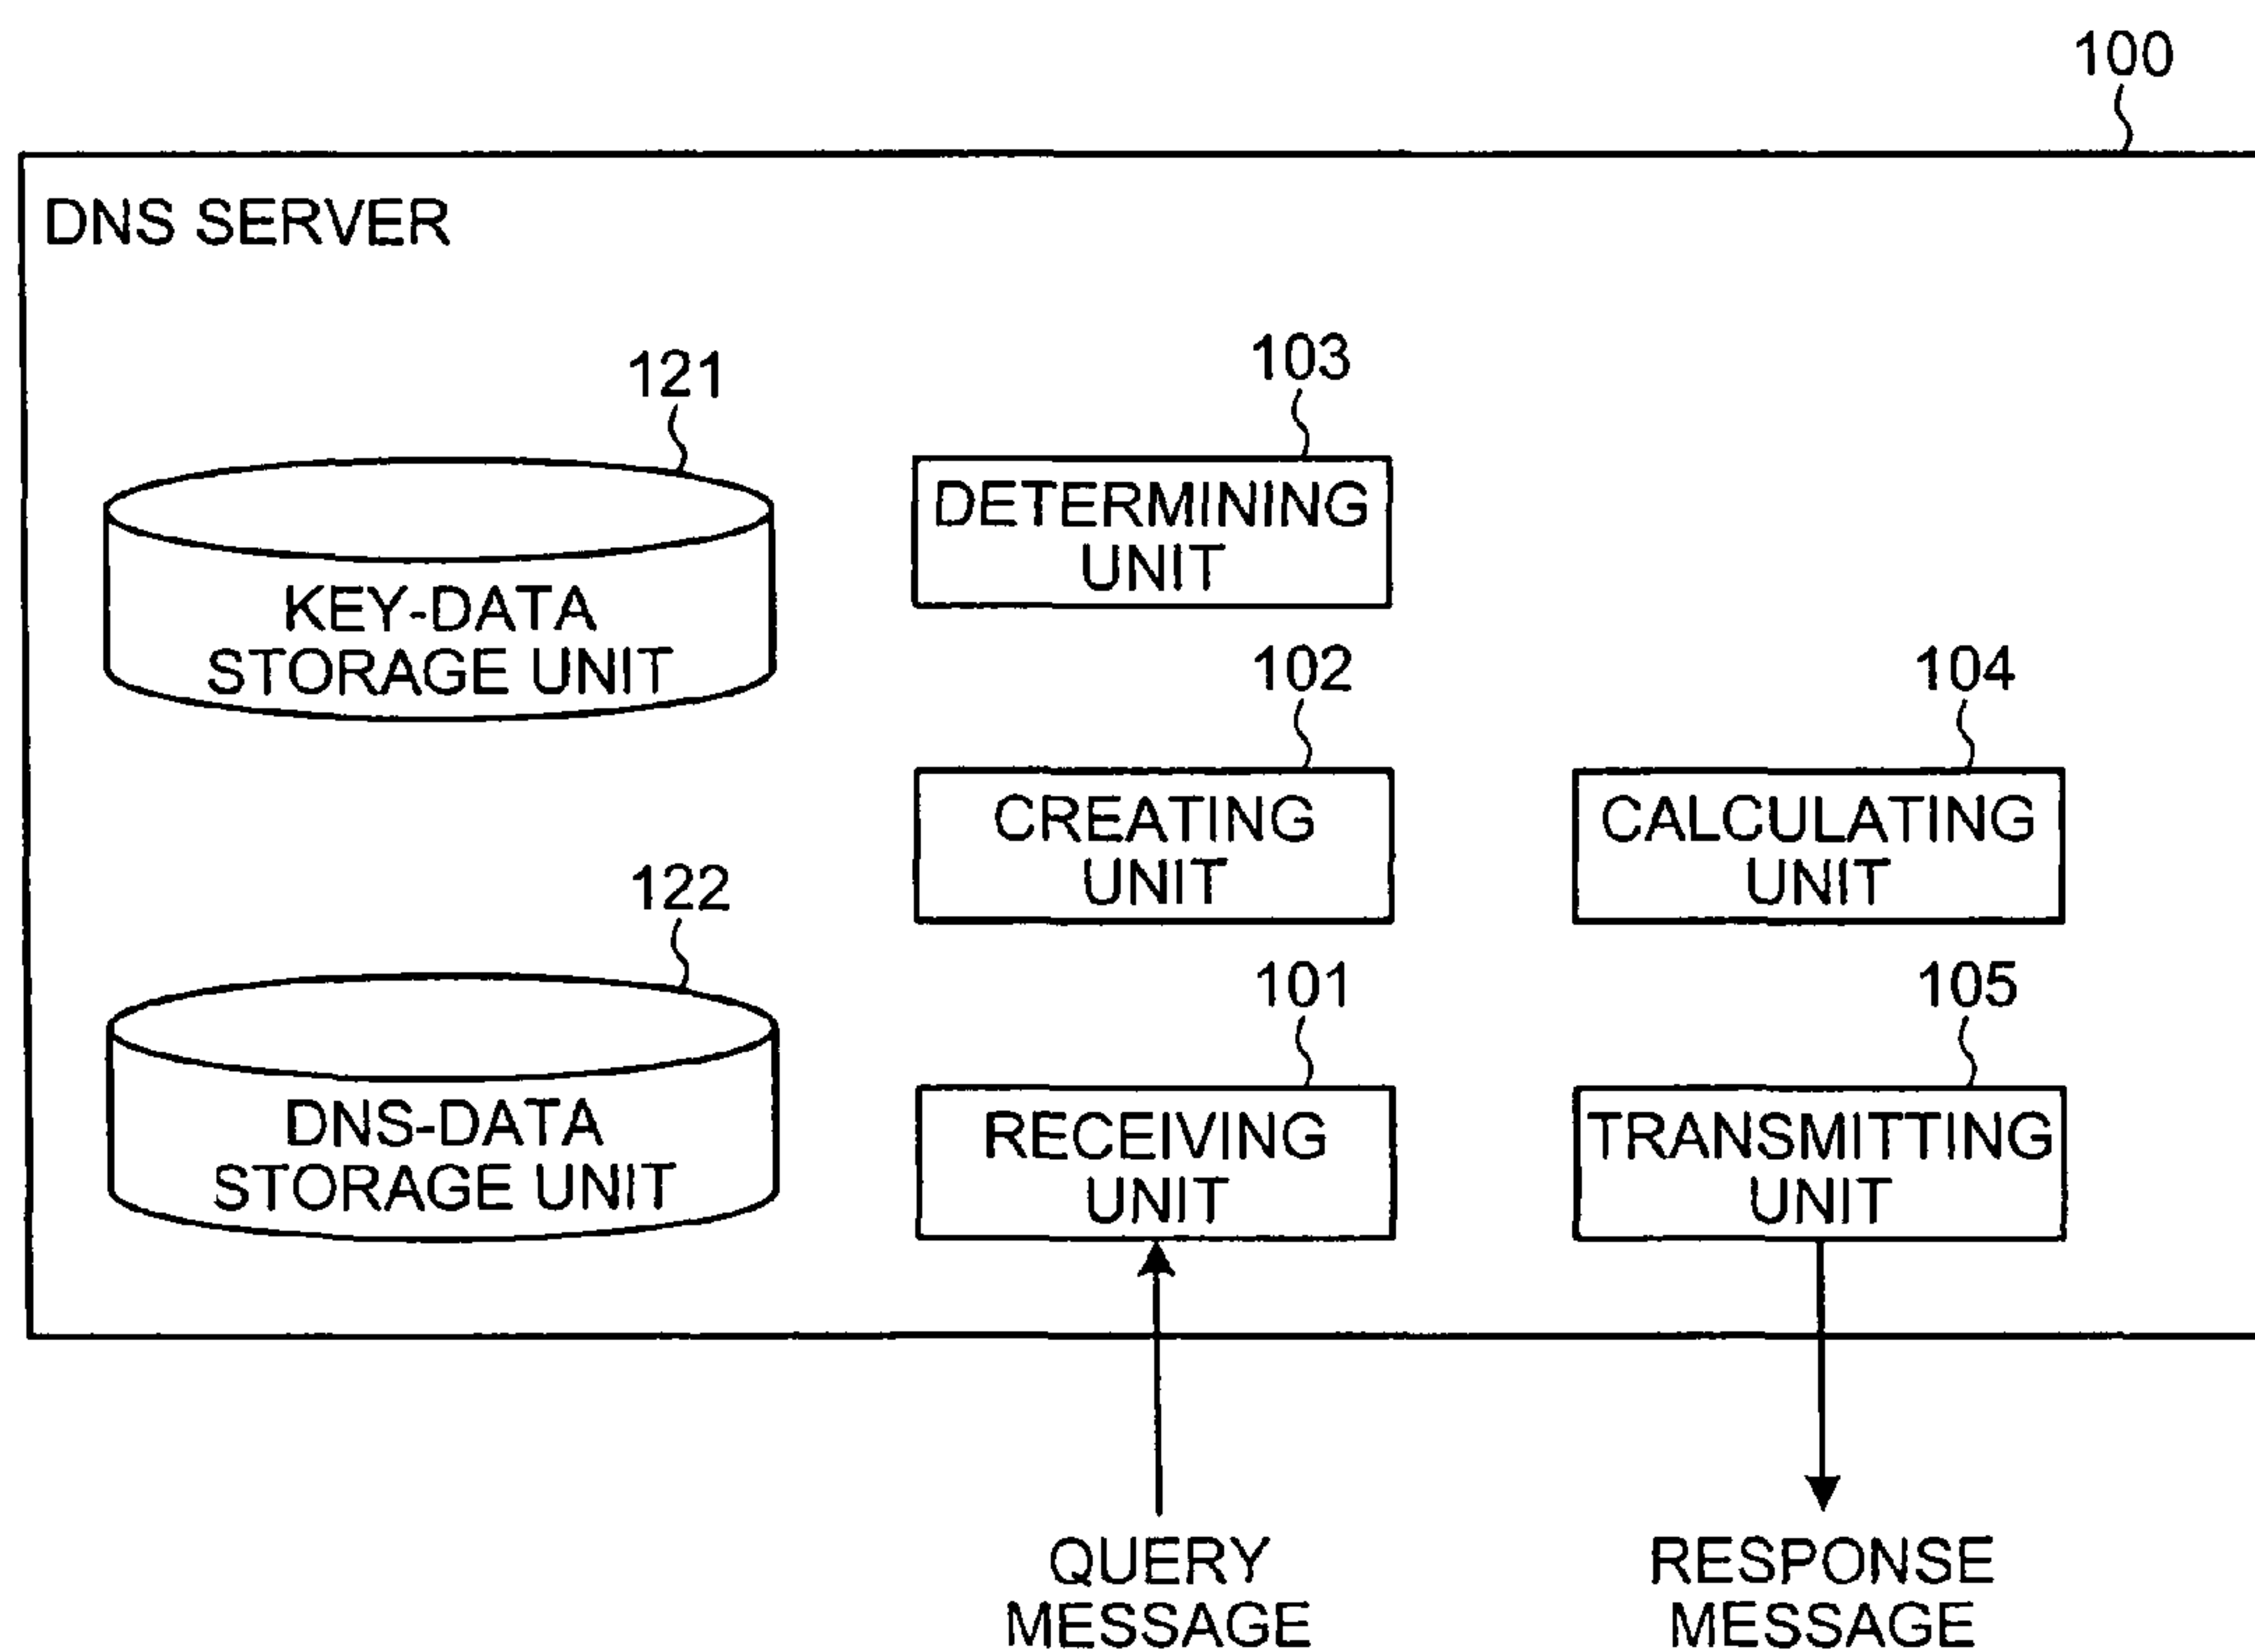 100
DNS SERVER
121
KEY-DATA
STORAGE UNIT
103
DETERMINING
UNIT
102
CREATING
UNIT
104
CALCULATING
UNIT
122
DNS-DATA
STORAGE UNIT
101
RECEIVING
UNIT
105
TRANSMITTING
UNIT
QUERY
MESSAGE
RESPONSE
MESSAGE